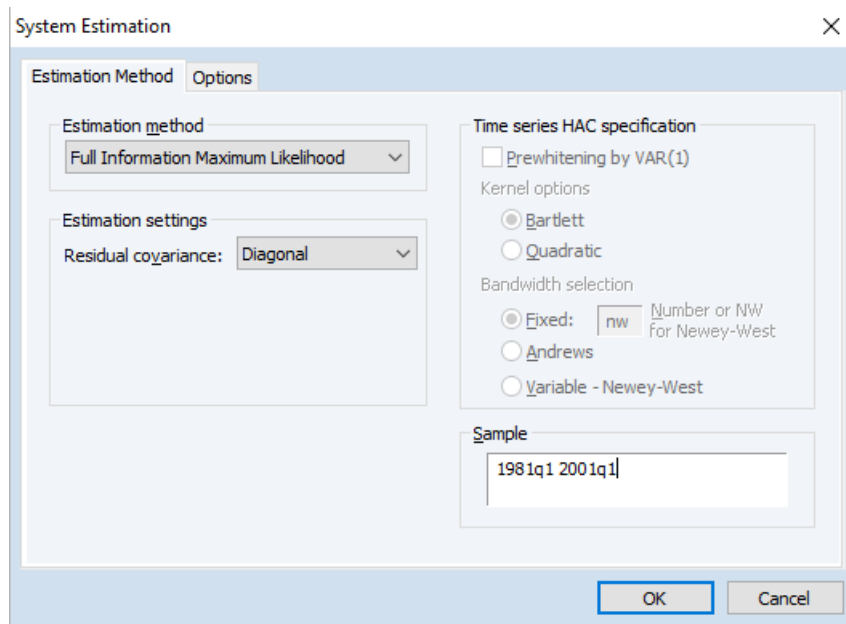 System Estimation
Estimation Method
Options
Estimation method
Full Information Maximum Likelihood
Estimation settings
Residual covariance:
Diagonal
Time series HAC specification
Prewhitening by VAR(1)
Kernel options
Bartlett
Quadratic
Bandwidth selection
Fixed:
nw
Number or NW
for Newey-West
Andrews
Variable - Newey-West
Sample
1981q1 2001q1
OK
Cancel